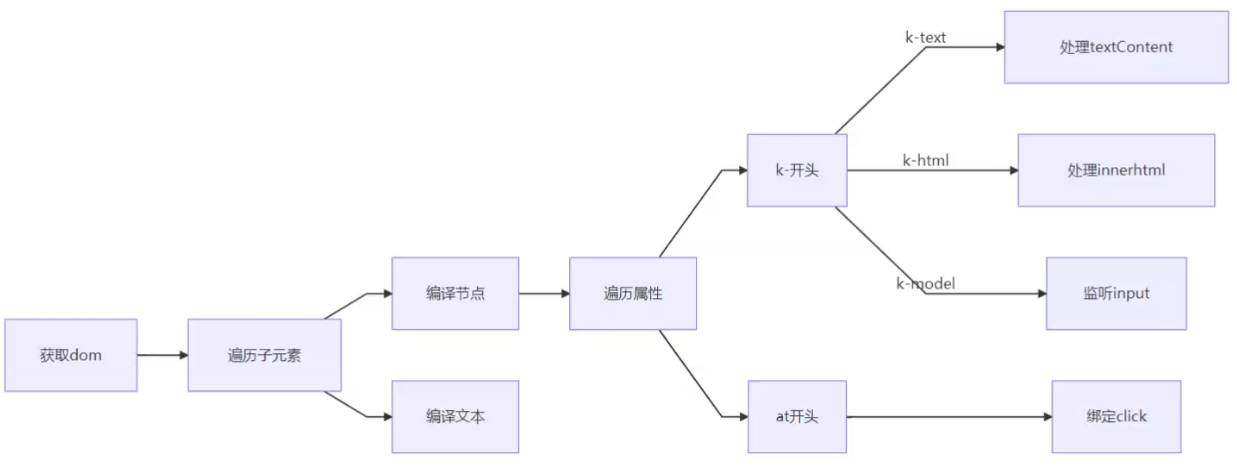 k-text
处理textContent
k-开头
k-html
处理innerhtml
编译节点
遍历属性
k-model
监听input
获取dom
遍历子元素
编译文本
at开头
绑定click